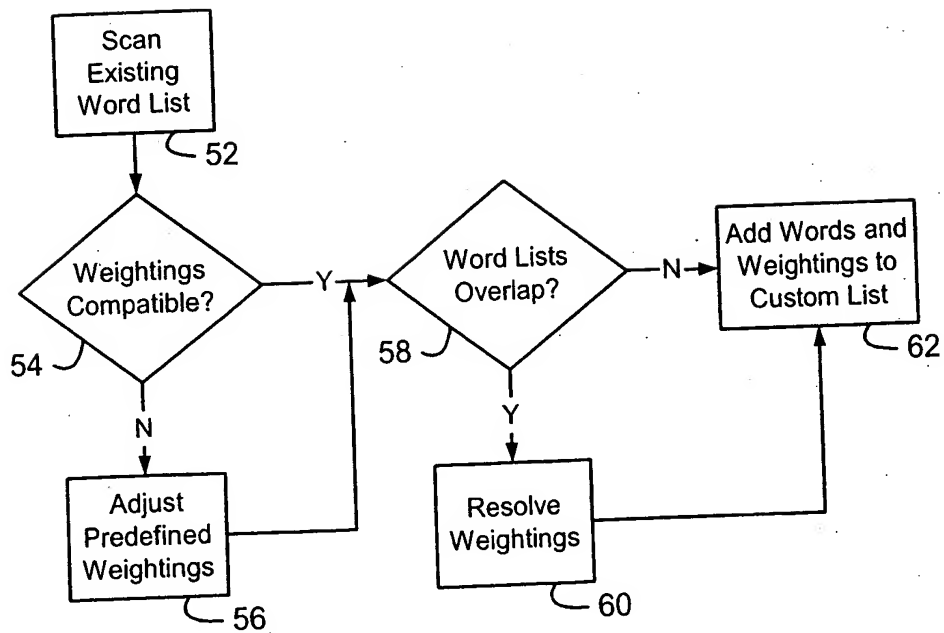 Scan
Existing
Word List
52
Weightings
Compatible?
54
Y
N
Adjust
Predefined
Weightings
56
Word Lists
Overlap?
58
N
Y
Resolve
Weightings
60
Add Words and
Weightings to
Custom List
62